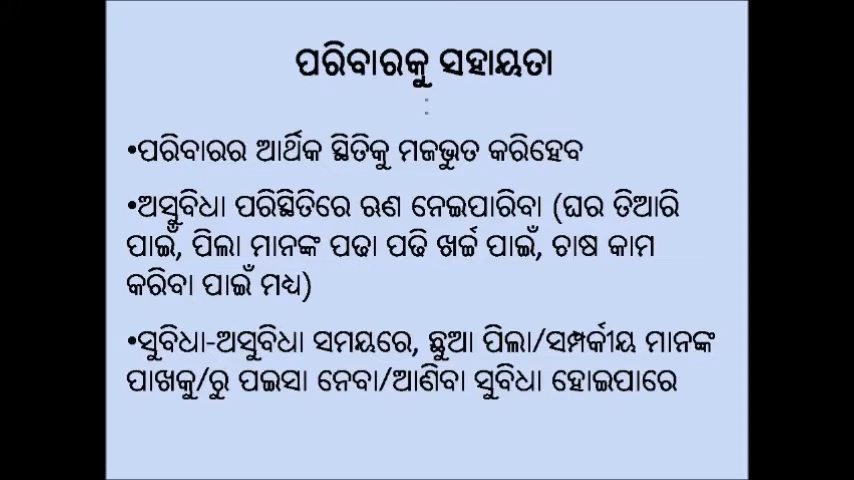 ପରିବାରକୁ ସହାୟତା
•ପରିବାରର ଆର୍ଥିକ ସ୍ଥିତିକୁ ମଜଭୁତ କରିହେବ
•ଅସୁବିଧା ପରିସ୍ଥିତିରେ ଋଣ ନେଇପାରିବା (ଘର ତିଆରି
ପାଇଁ, ପିଲା ମାନଙ୍କ ପଢା ପଢି ଖର୍ଚ୍ଚ ପାଇଁ, ଚାଷ କାମ
କରିବା ପାଇଁ ମଧ୍ୟ)
•ସୁବିଧା-ଅସୁବିଧା ସମୟରେ, ଛୁଆ ପିଲା/ସମ୍ପର୍କୀୟ ମାନଙ୍କ
ପାଖକୁ/ରୁ ପଇସା ନେବା/ଆଣିବା ସୁବିଧା ହୋଇପାରେ